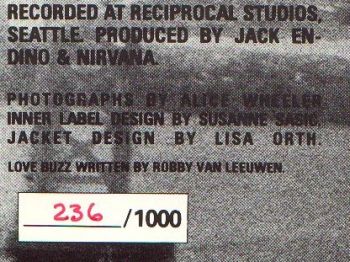 RECORDED AT RECIPROCAL STUDIOS,
SEATTLE. PRODUCED BY JACK EN-
DINO & NIRVANA.
PHOTOGRAPHS BY ALICE WHEELER
INNER LABEL DESIGN BY SUSANNE SASIC.
JACKET DESIGN BY LISA ORTH.
LOVE BUZZ WRITTEN BY ROBBY VAN LEEUWEN.
236 /1000